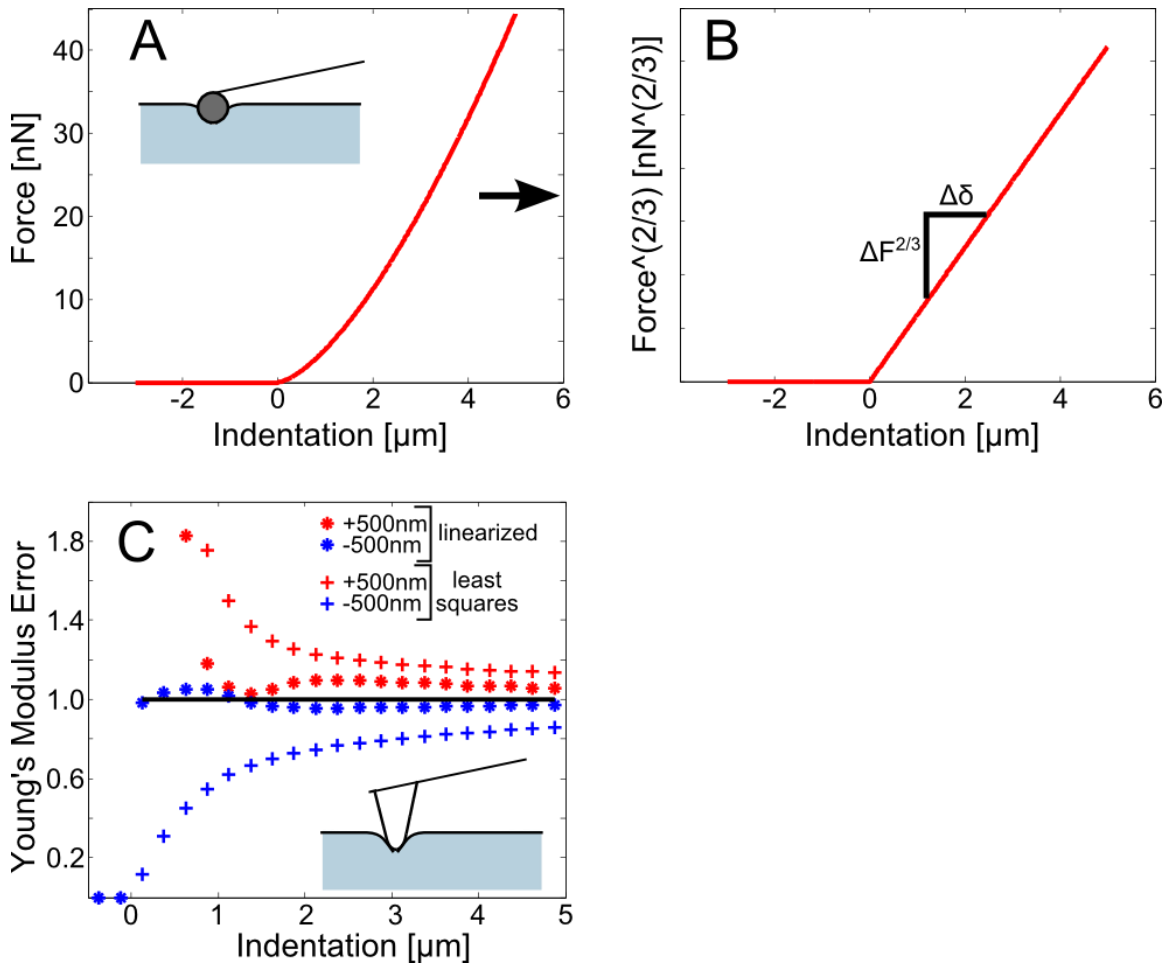 A
Force [nN]
40
30
20
10
0
-2
0
2
4
6
Indentation [µm]
B
Force^(2/3) [nN^(2/3)]
Δδ
ΔF^2/3
0
-2
0
2
4
6
Indentation [µm]
C
Young's Modulus Error
1.8
1.4
1.0
0.6
0.2
+500nm
-500nm
linearized
+500nm
-500nm
least
squares
0
1
2
3
4
5
Indentation [µm]